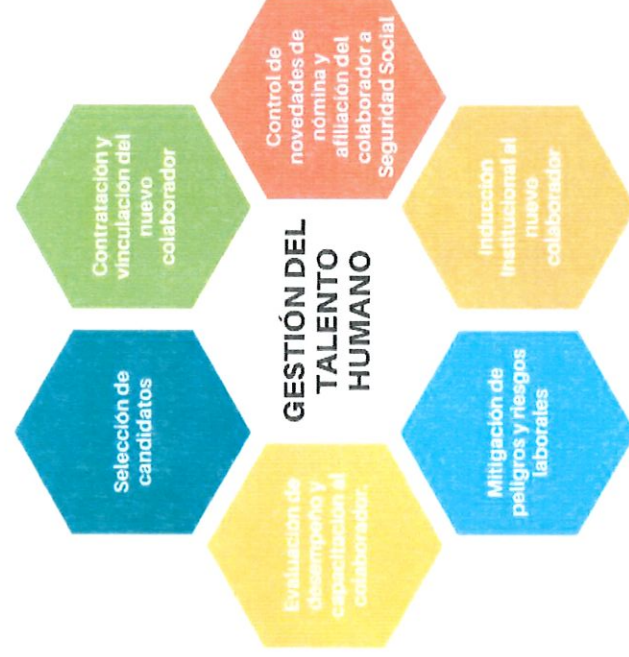 Selección de
candidatos
Contratación y
vinculación del
nuevo
colaborador
Control de
novedades de
nómina y
afiliación del
colaborador a
Seguridad Social
Inducción
Institucional al
nuevo
colaborador
Mitigación de
peligros y riesgos
laborales
Evaluación de
desempeño y
capacitación al
colaborador.
GESTIÓN DEL
TALENTO
HUMANO